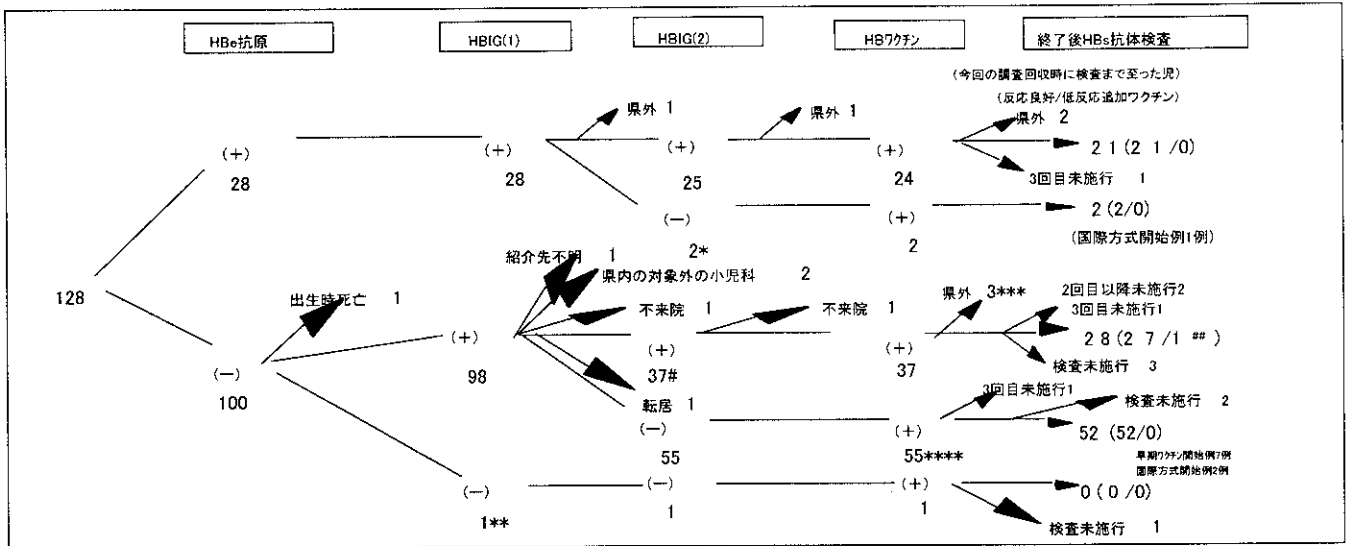 HBe抗原 HBIG(1) HBIG(2) HBワクチン 終了後HBs抗体検査
(今回の調査回収時に検査まで至った児)
(反応良好/低反応追加ワクチン)
県外 1 県外 1 県外 2
(+) (+) (+) (+) 21(21/0)
28 28 25 24 3回目未施行 1
(-) (+) 2(2/0)
2* 2 (国際方式開始例1例)
紹介先不明 1
県内の対象外の小児科 2
128 出生時死亡 1 不来院 1 不来院 1 県外 3*** 2回目以降未施行2
3回目未施行1
(+) (+) (+) 28(27/1 ##)
98 37# 37 検査未施行 3
(-)
100
転居 1 3回目未施行1 検査未施行 2
(-) (+) 52 (52/0)
55 55**** 早期ワクチン開始例7例
国際方式開始例2例
(-) (-) (+) 0(0/0)
1** 1 1 検査未施行 1